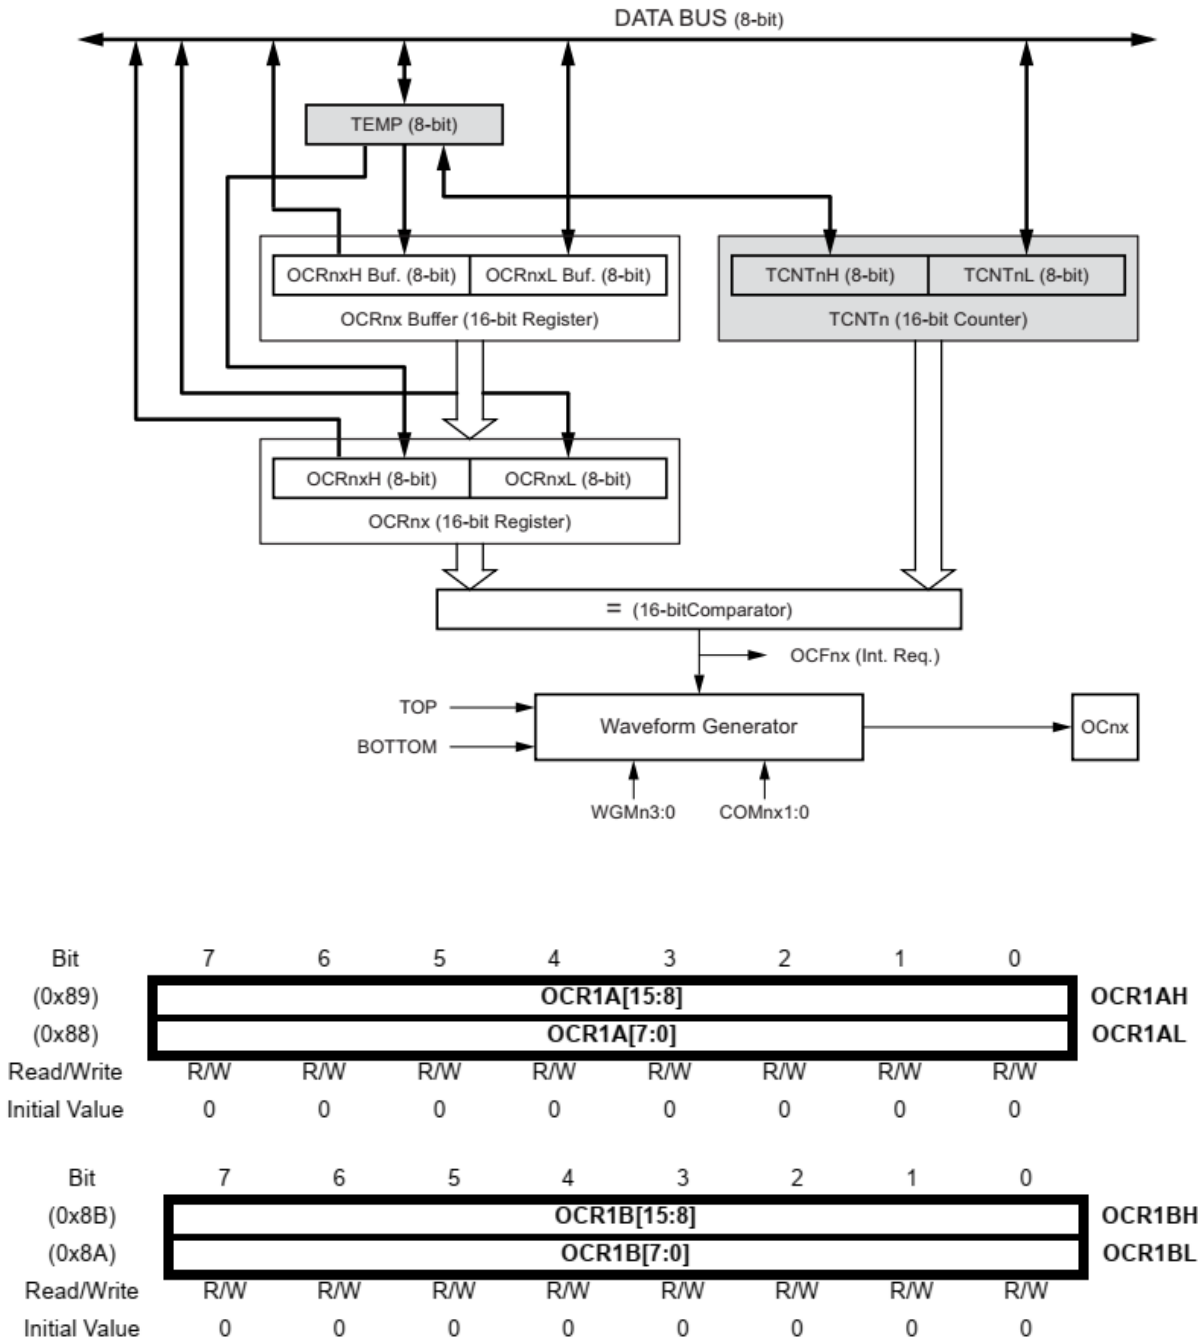 DATA BUS (8-bit)
TEMP (8-bit)
OCRnxH Buf. (8-bit) OCRnxL Buf. (8-bit) TCNTnH (8-bit) TCNTnL (8-bit)
OCRnx Buffer (16-bit Register) TCNTn (16-bit Counter)
OCRnxH (8-bit) OCRnxL (8-bit)
OCRnx (16-bit Register)
= (16-bitComparator)
OCFnx (Int. Req.)
TOP
BOTTOM
Waveform Generator
OCnx
WGMn3:0 COMnx1:0
Bit 7 6 5 4 3 2 1 0
(0x89) OCR1A[15:8] OCR1AH
(0x88) OCR1A[7:0] OCR1AL
Read/Write R/W R/W R/W R/W R/W R/W R/W R/W
Initial Value 0 0 0 0 0 0 0 0
Bit 7 6 5 4 3 2 1 0
(0x8B) OCR1B[15:8] OCR1BH
(0x8A) OCR1B[7:0] OCR1BL
Read/Write R/W R/W R/W R/W R/W R/W R/W R/W
Initial Value 0 0 0 0 0 0 0 0